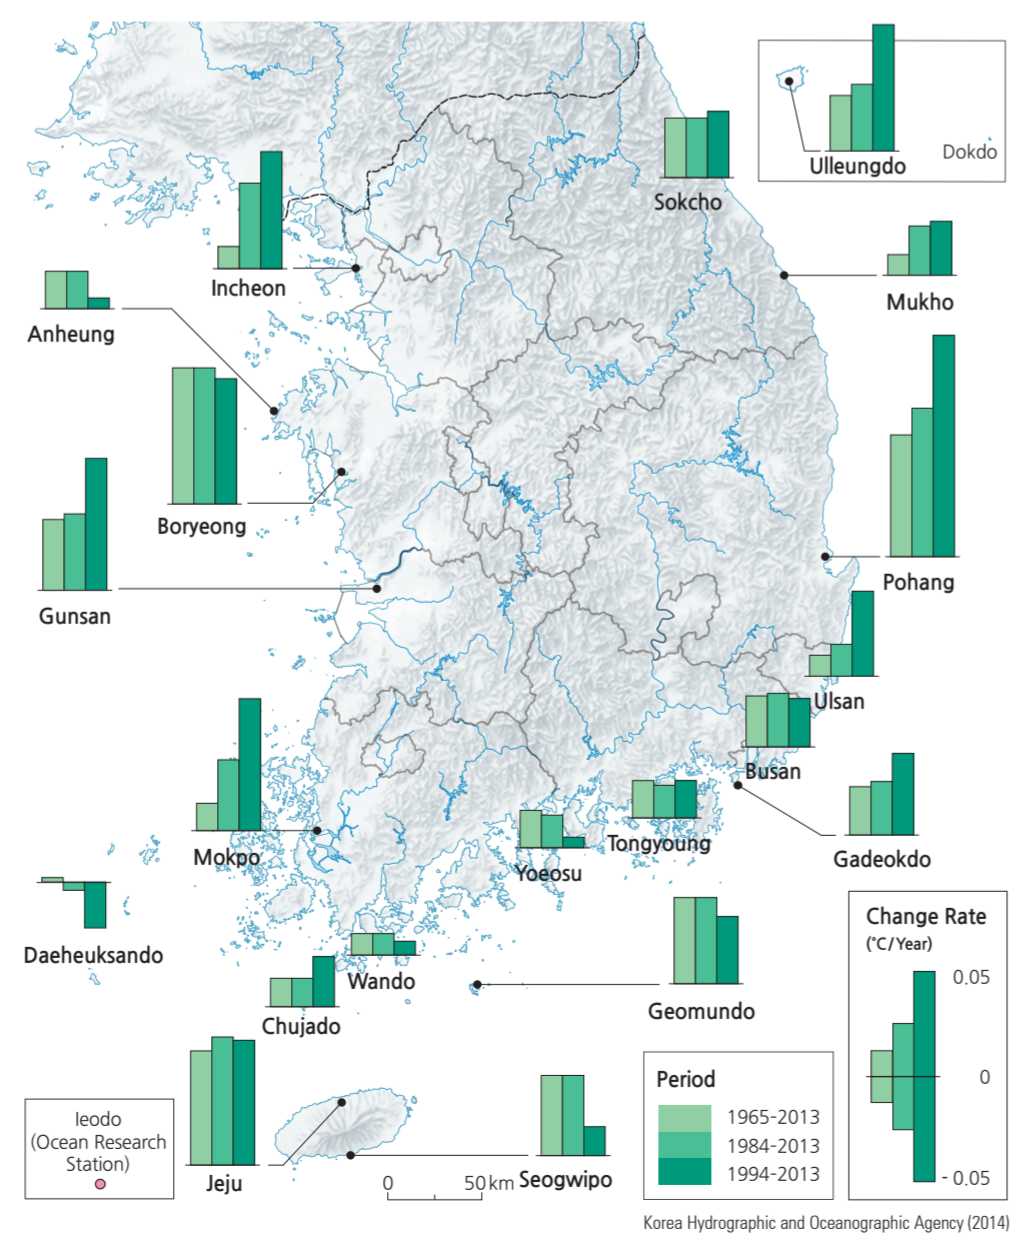 Ulleungdo
Dokdo
Sokcho
Incheon
Mukho
Anheung
Boryeong
Pohang
Gunsan
Ulsan
Busan
Mokpo
Tongyoung
Gadeokdo
Yoeosu
Daeheuksando
Wando
Geomundo
Chujado
Change Rate
(°C/Year)
0.05
0
- 0.05
Period
1965-2013
1984-2013
1994-2013
Ieodo
(Ocean Research
Station)
Jeju
0 50 km
Seogwipo
Korea Hydrographic and Oceanographic Agency (2014)